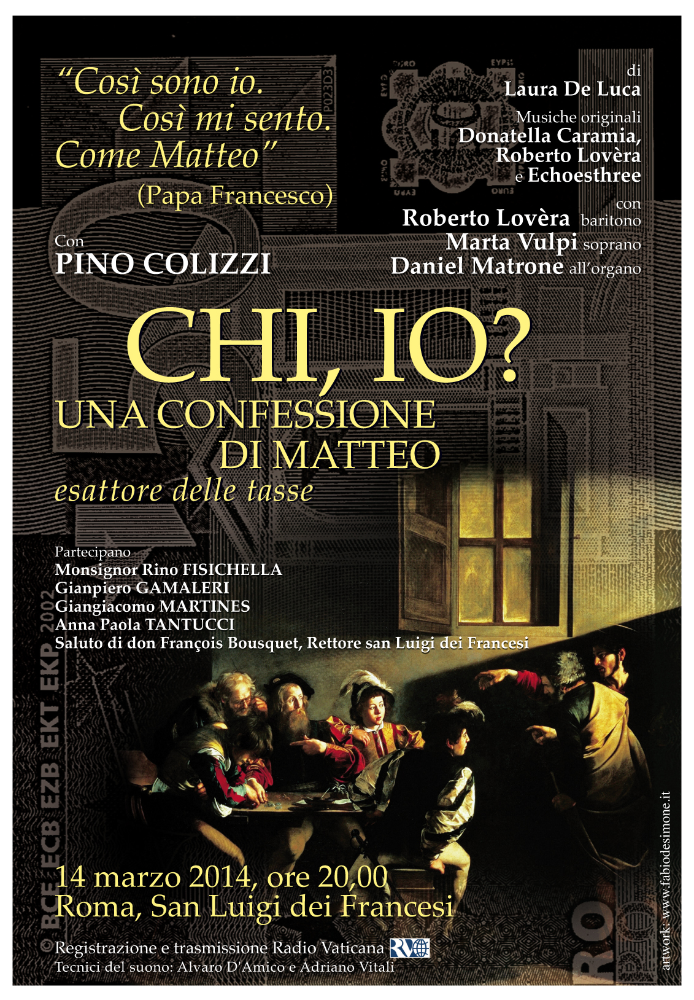 “Così sono io.
Così mi sento.
Come Matteo”
(Papa Francesco)
Con
PINO COLIZZI
di
Laura De Luca
Musiche originali
Donatella Caramia,
Roberto Lovèra
e Echoesthree
con
Roberto Lovèra baritono
Marta Vulpi soprano
Daniel Matrone all’organo
CHI, IO?
UNA CONFESSIONE
DI MATTEO
esattore delle tasse
Partecipano
Monsignor Rino FISICHELLA
Gianpiero GAMALERI
Giangiacomo MARTINES
Anna Paola TANTUCCI
Saluto di don François Bousquet, Rettore san Luigi dei Francesi
14 marzo 2014, ore 20,00
Roma, San Luigi dei Francesi
Registrazione e trasmissione Radio Vaticana RV
Tecnici del suono: Alvaro D'Amico e Adriano Vitali
artwork: www.fabiodesimone.it
© BCE ECB EZB EKT EKP 2002
P023D3
EYPΩ
EURO
RO